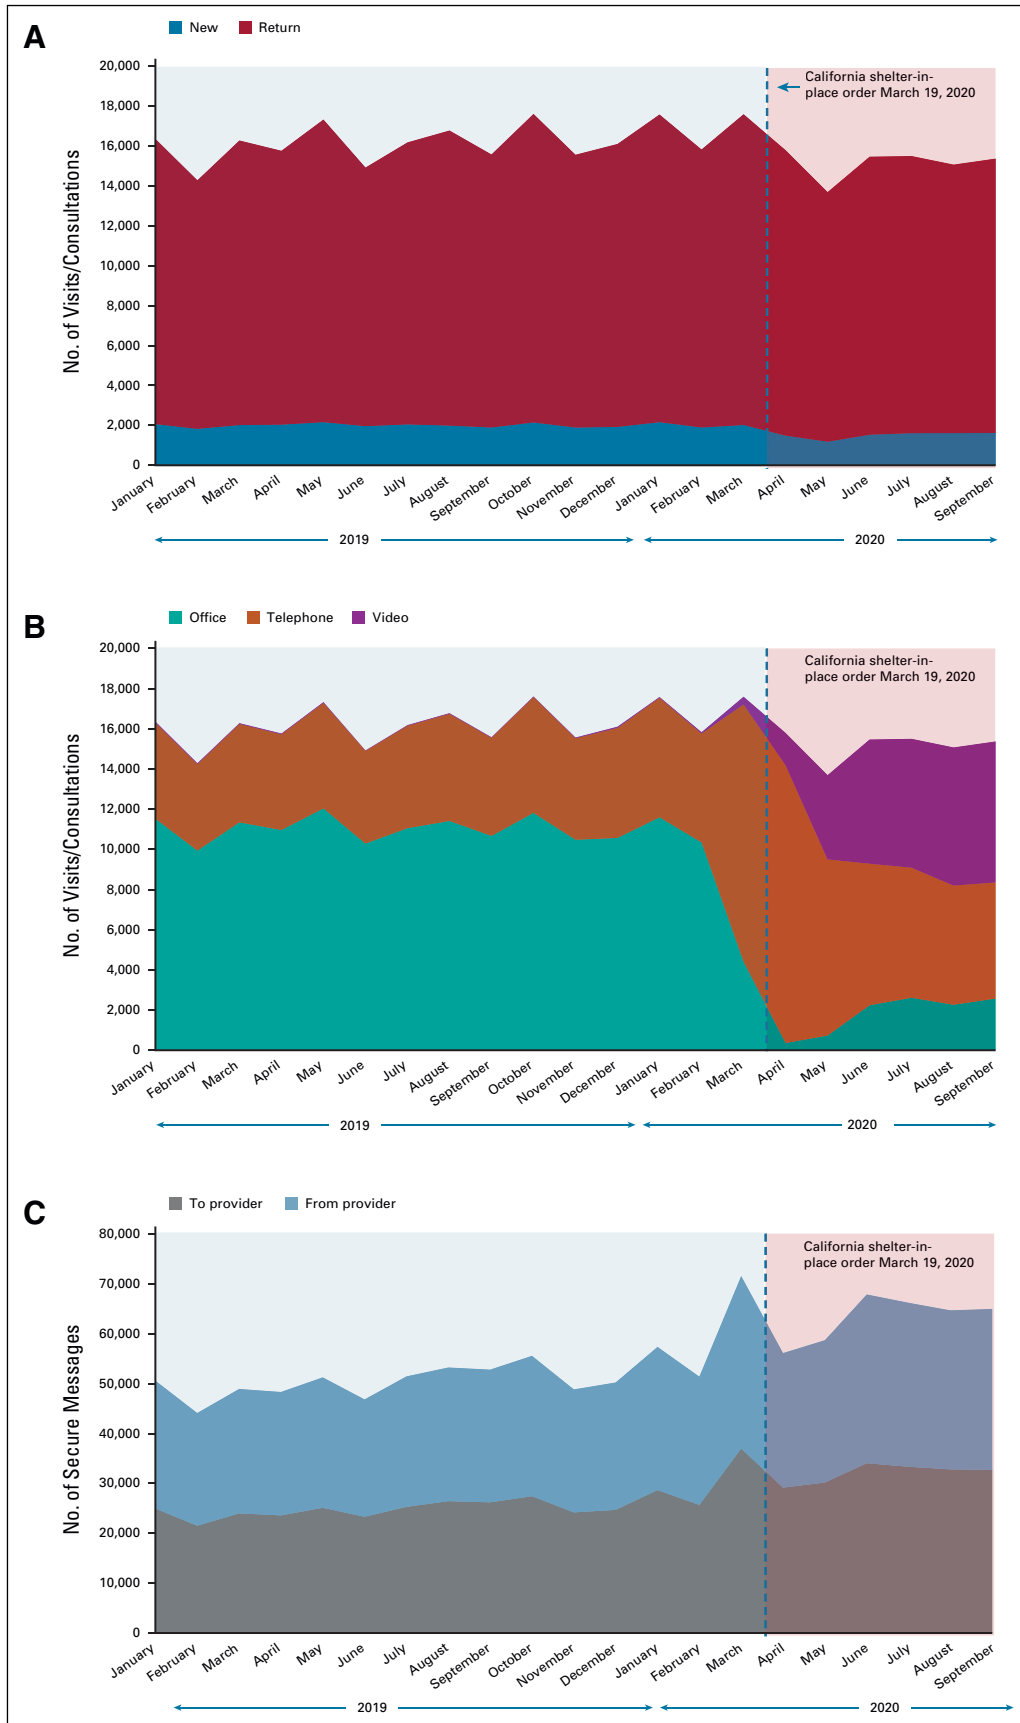 A
New Return
No. of Visits/Consultations
20,000
18,000
16,000
14,000
12,000
10,000
8,000
6,000
4,000
2,000
0
California shelter-in-
place order March 19, 2020
January February March April May June July August September October November December January February March April May June July August September
2019 2020
B
Office Telephone Video
No. of Visits/Consultations
20,000
18,000
16,000
14,000
12,000
10,000
8,000
6,000
4,000
2,000
0
California shelter-in-
place order March 19, 2020
January February March April May June July August September October November December January February March April May June July August September
2019 2020
C
To provider From provider
No. of Secure Messages
80,000
70,000
60,000
50,000
40,000
30,000
20,000
10,000
0
California shelter-in-
place order March 19, 2020
January February March April May June July August September October November December January February March April May June July August September
2019 2020